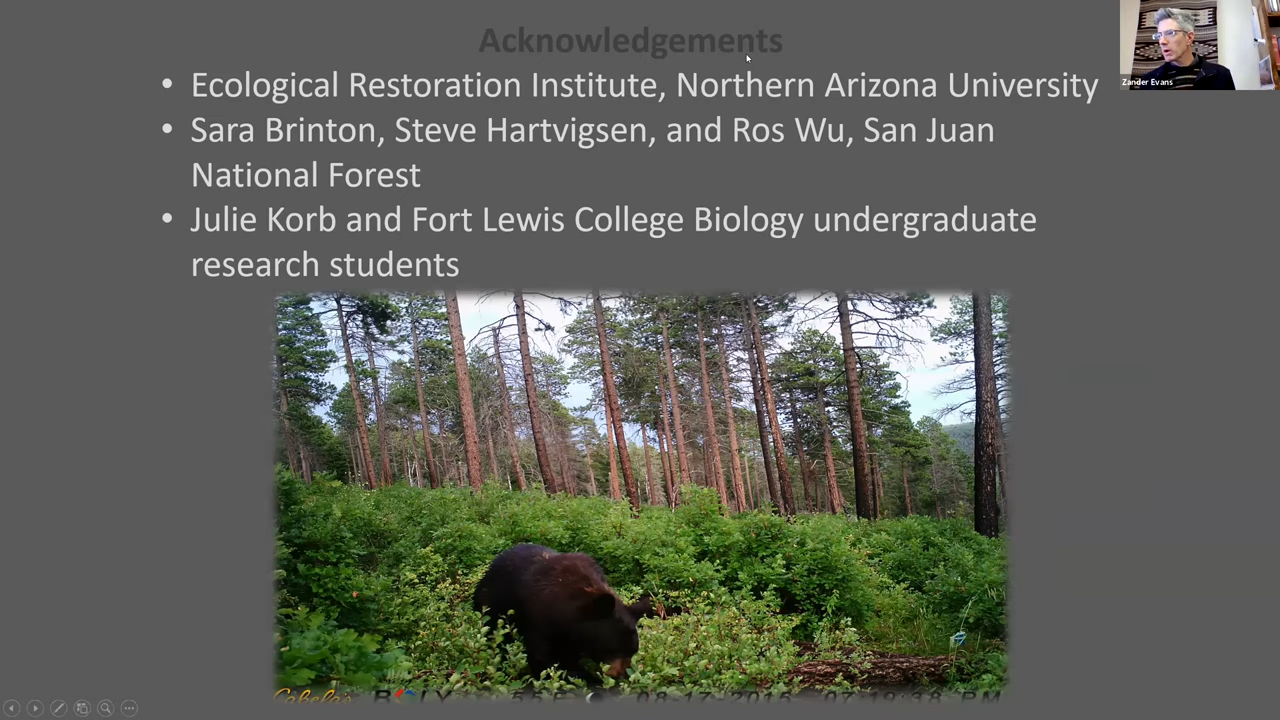 Acknowledgements
Zander Evans
• Ecological Restoration Institute, Northern Arizona University
• Sara Brinton, Steve Hartvigsen, and Ros Wu, San Juan
National Forest
• Julie Korb and Fort Lewis College Biology undergraduate
research students
Cabela's